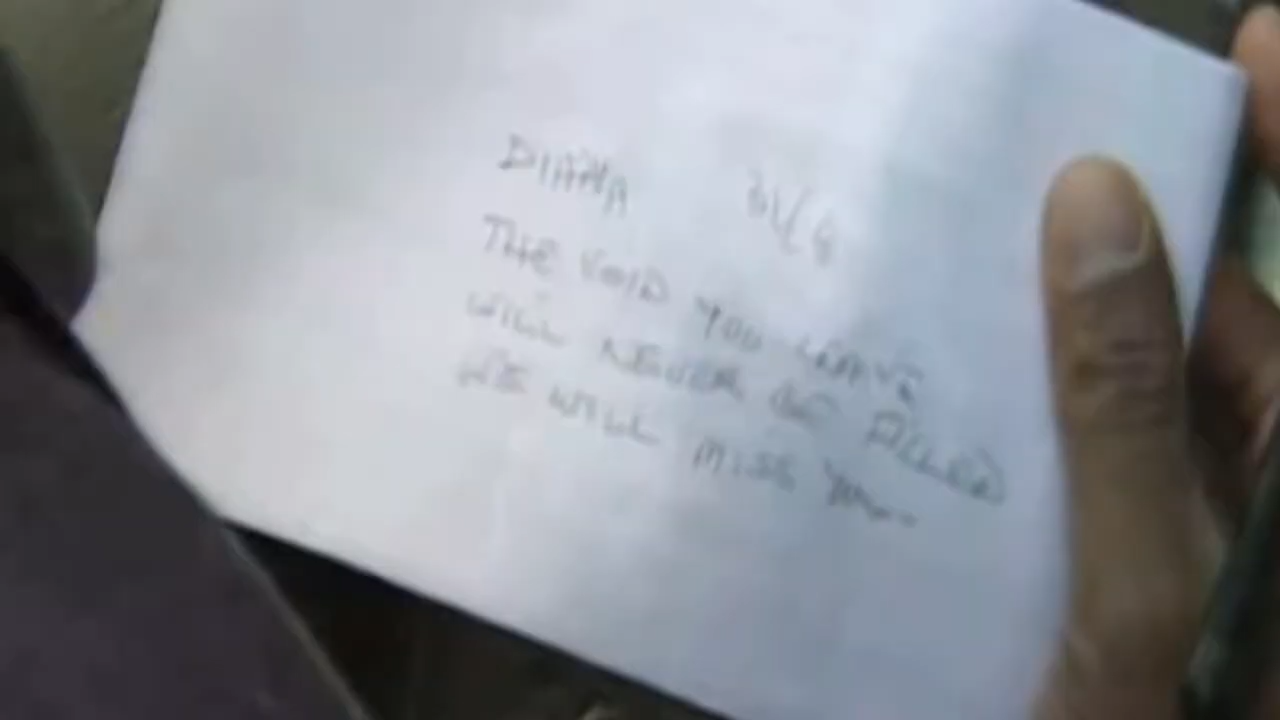 DIANA
THE VOID YOU LEAVE
WILL NEVER BE FILLED
WE WILL MISS YOU..